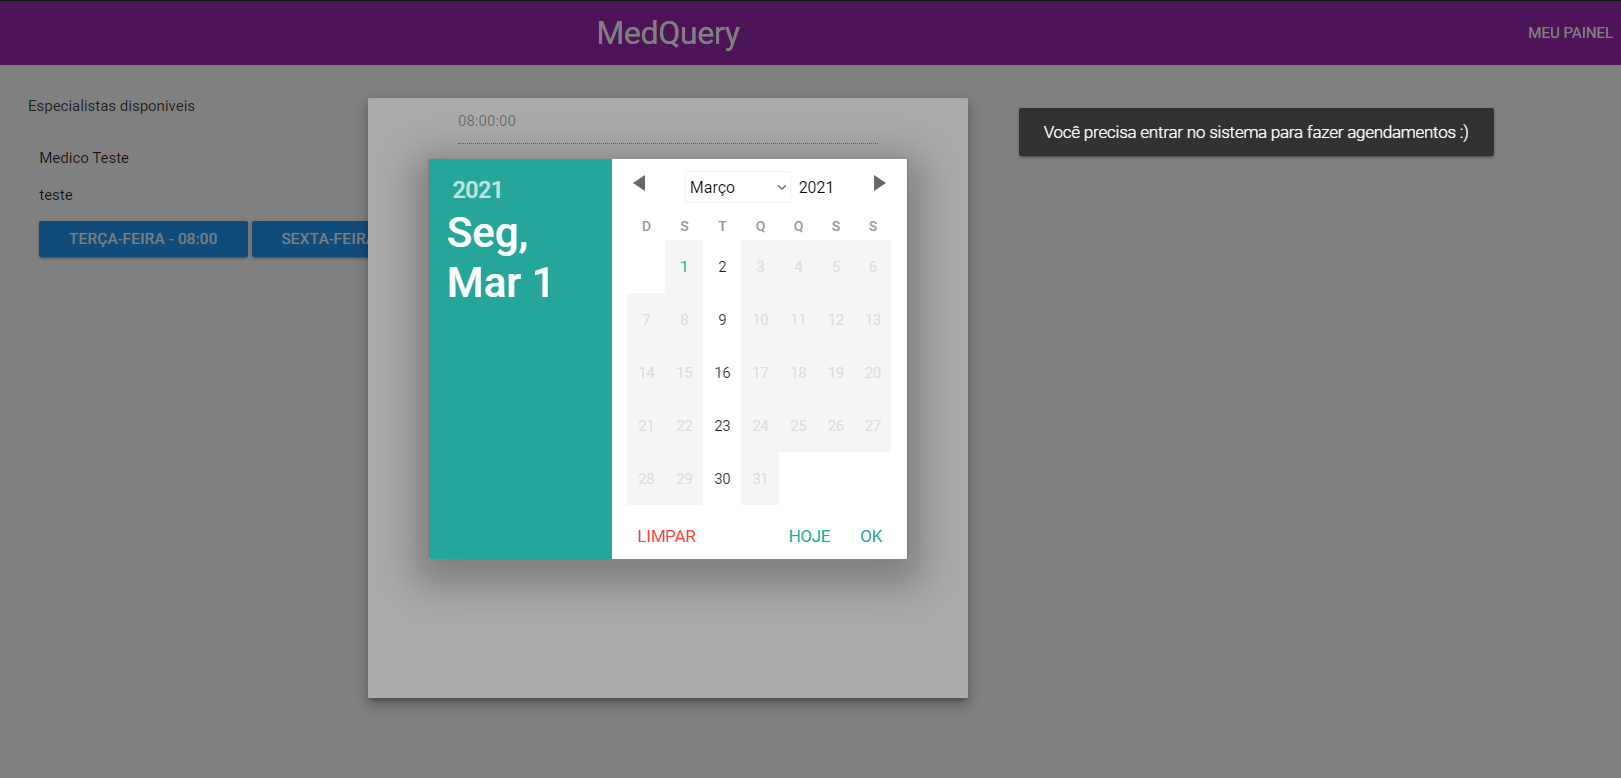 MedQuery
MEU PAINEL
Especialistas disponiveis
Medico Teste
teste
TERÇA-FEIRA - 08:00
SEXTA-FEIRA
08:00:00
2021
Seg,
Mar 1
Março 2021
D S T Q Q S S
1 2 3 4 5 6
7 8 9 10 11 12 13
14 15 16 17 18 19 20
21 22 23 24 25 26 27
28 29 30 31
LIMPAR HOJE OK
Você precisa entrar no sistema para fazer agendamentos :)